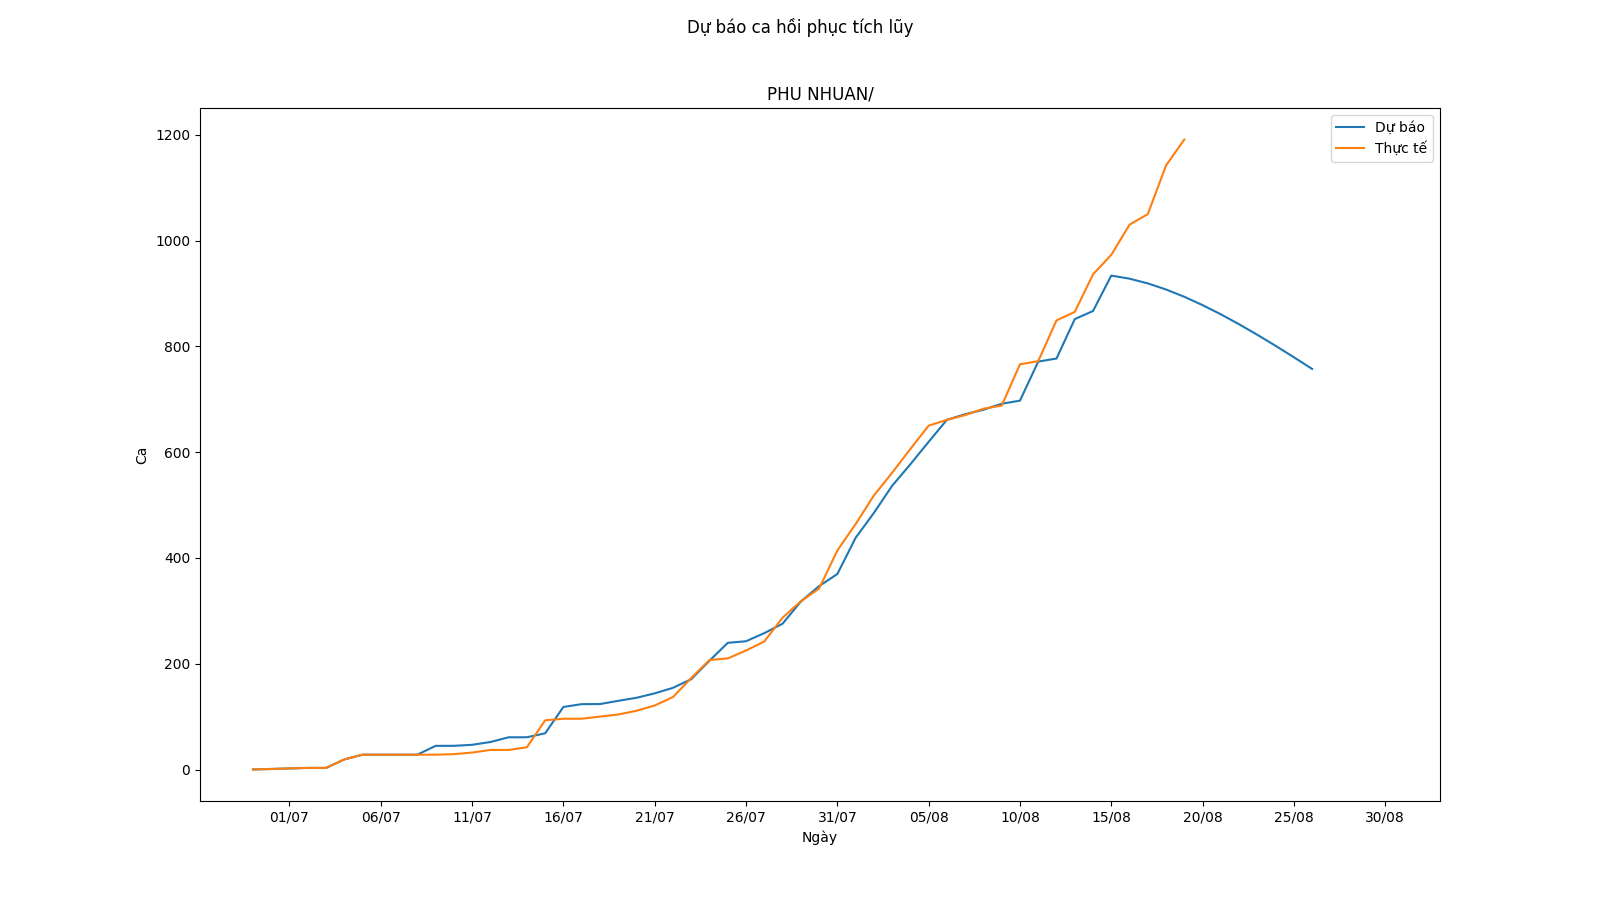 Dự báo ca hồi phục tích lũy
PHU NHUAN/
Dự báo
Thực tế
1200
1000
800
600
400
200
0
Ca
01/07 06/07 11/07 16/07 21/07 26/07 31/07 05/08 10/08 15/08 20/08 25/08 30/08
Ngày